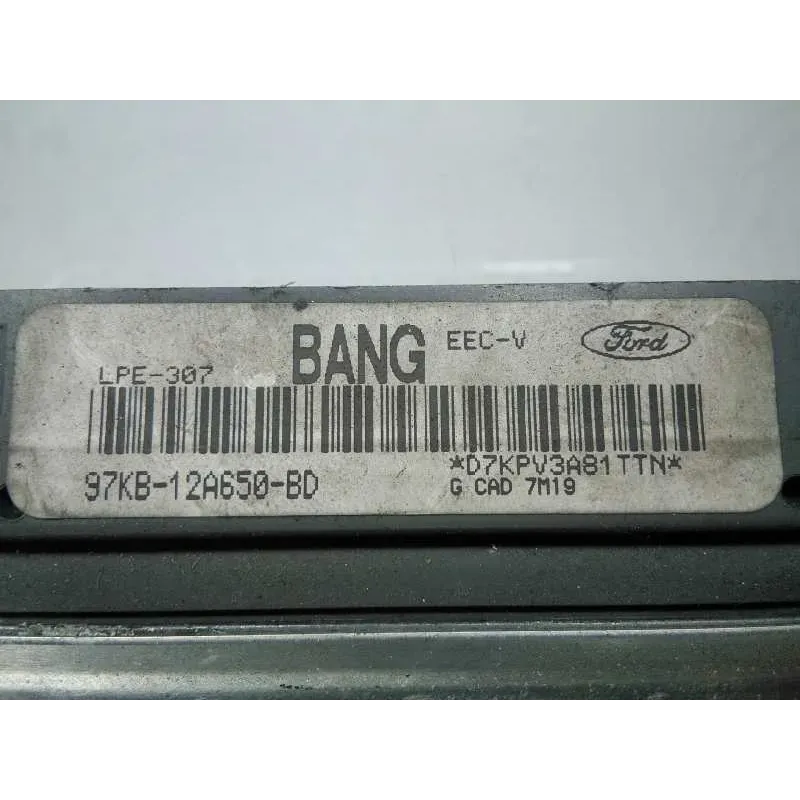 BANG EEC-V Ford
LPE-307
*D7KPV3A81TTN*
97KB-12A650-BD
G CAD 7M19